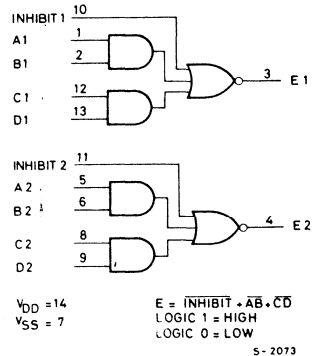 INHIBIT 1 10
A1 1
B1 2
3 E1
C1 12
D1 13
INHIBIT 2 11
A2 5
B2 6
4 E2
C2 8
D2 9
VDD = 14
VSS = 7
E = INHIBIT + AB + CD
LOGIC 1 = HIGH
LOGIC 0 = LOW
S-2073